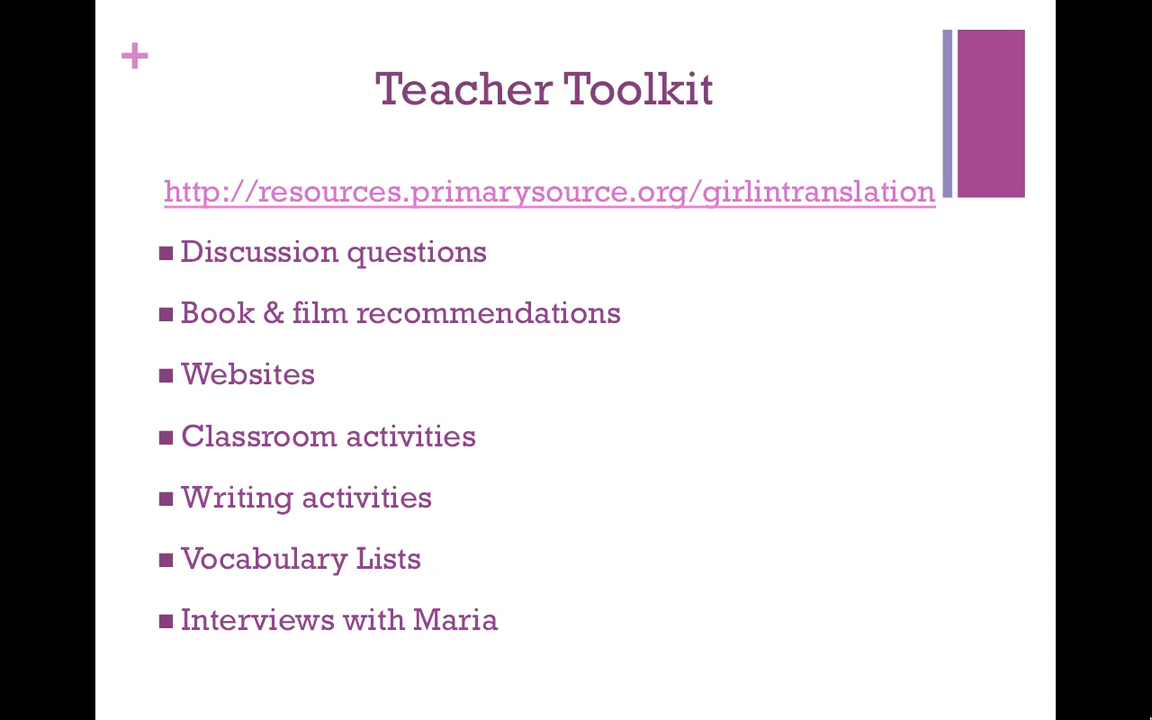 +
Teacher Toolkit
http://resources.primarysource.org/girlintranslation
■ Discussion questions
■ Book & film recommendations
■ Websites
■ Classroom activities
■ Writing activities
■ Vocabulary Lists
■ Interviews with Maria